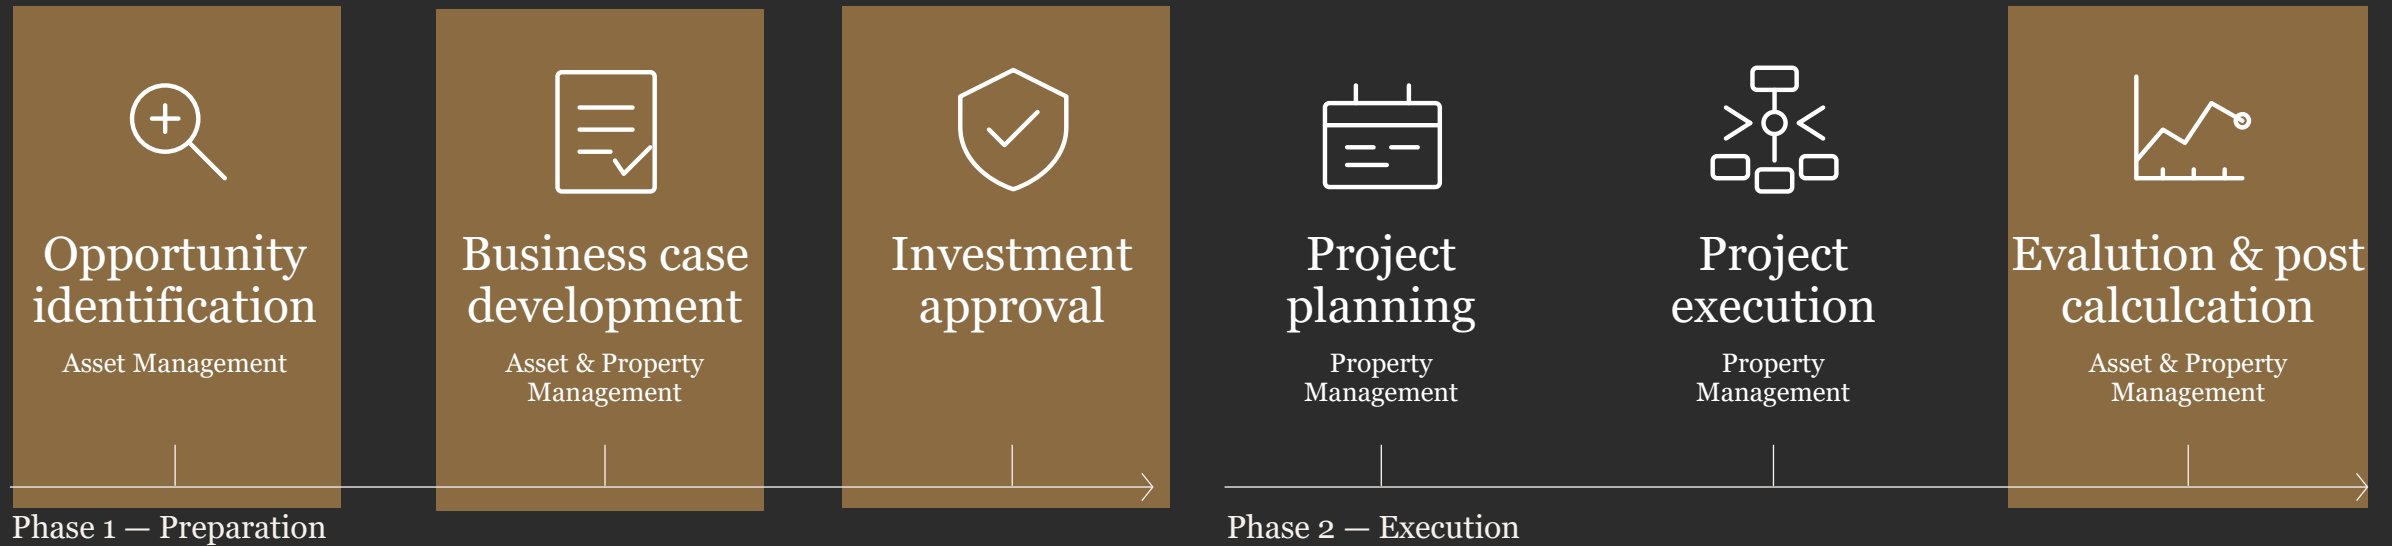 Opportunity
identification
Asset Management
Business case
development
Asset & Property
Management
Investment
approval
Project
planning
Property
Management
Project
execution
Property
Management
Evalution & post
calculcation
Asset & Property
Management
Phase 1 — Preparation
Phase 2 — Execution